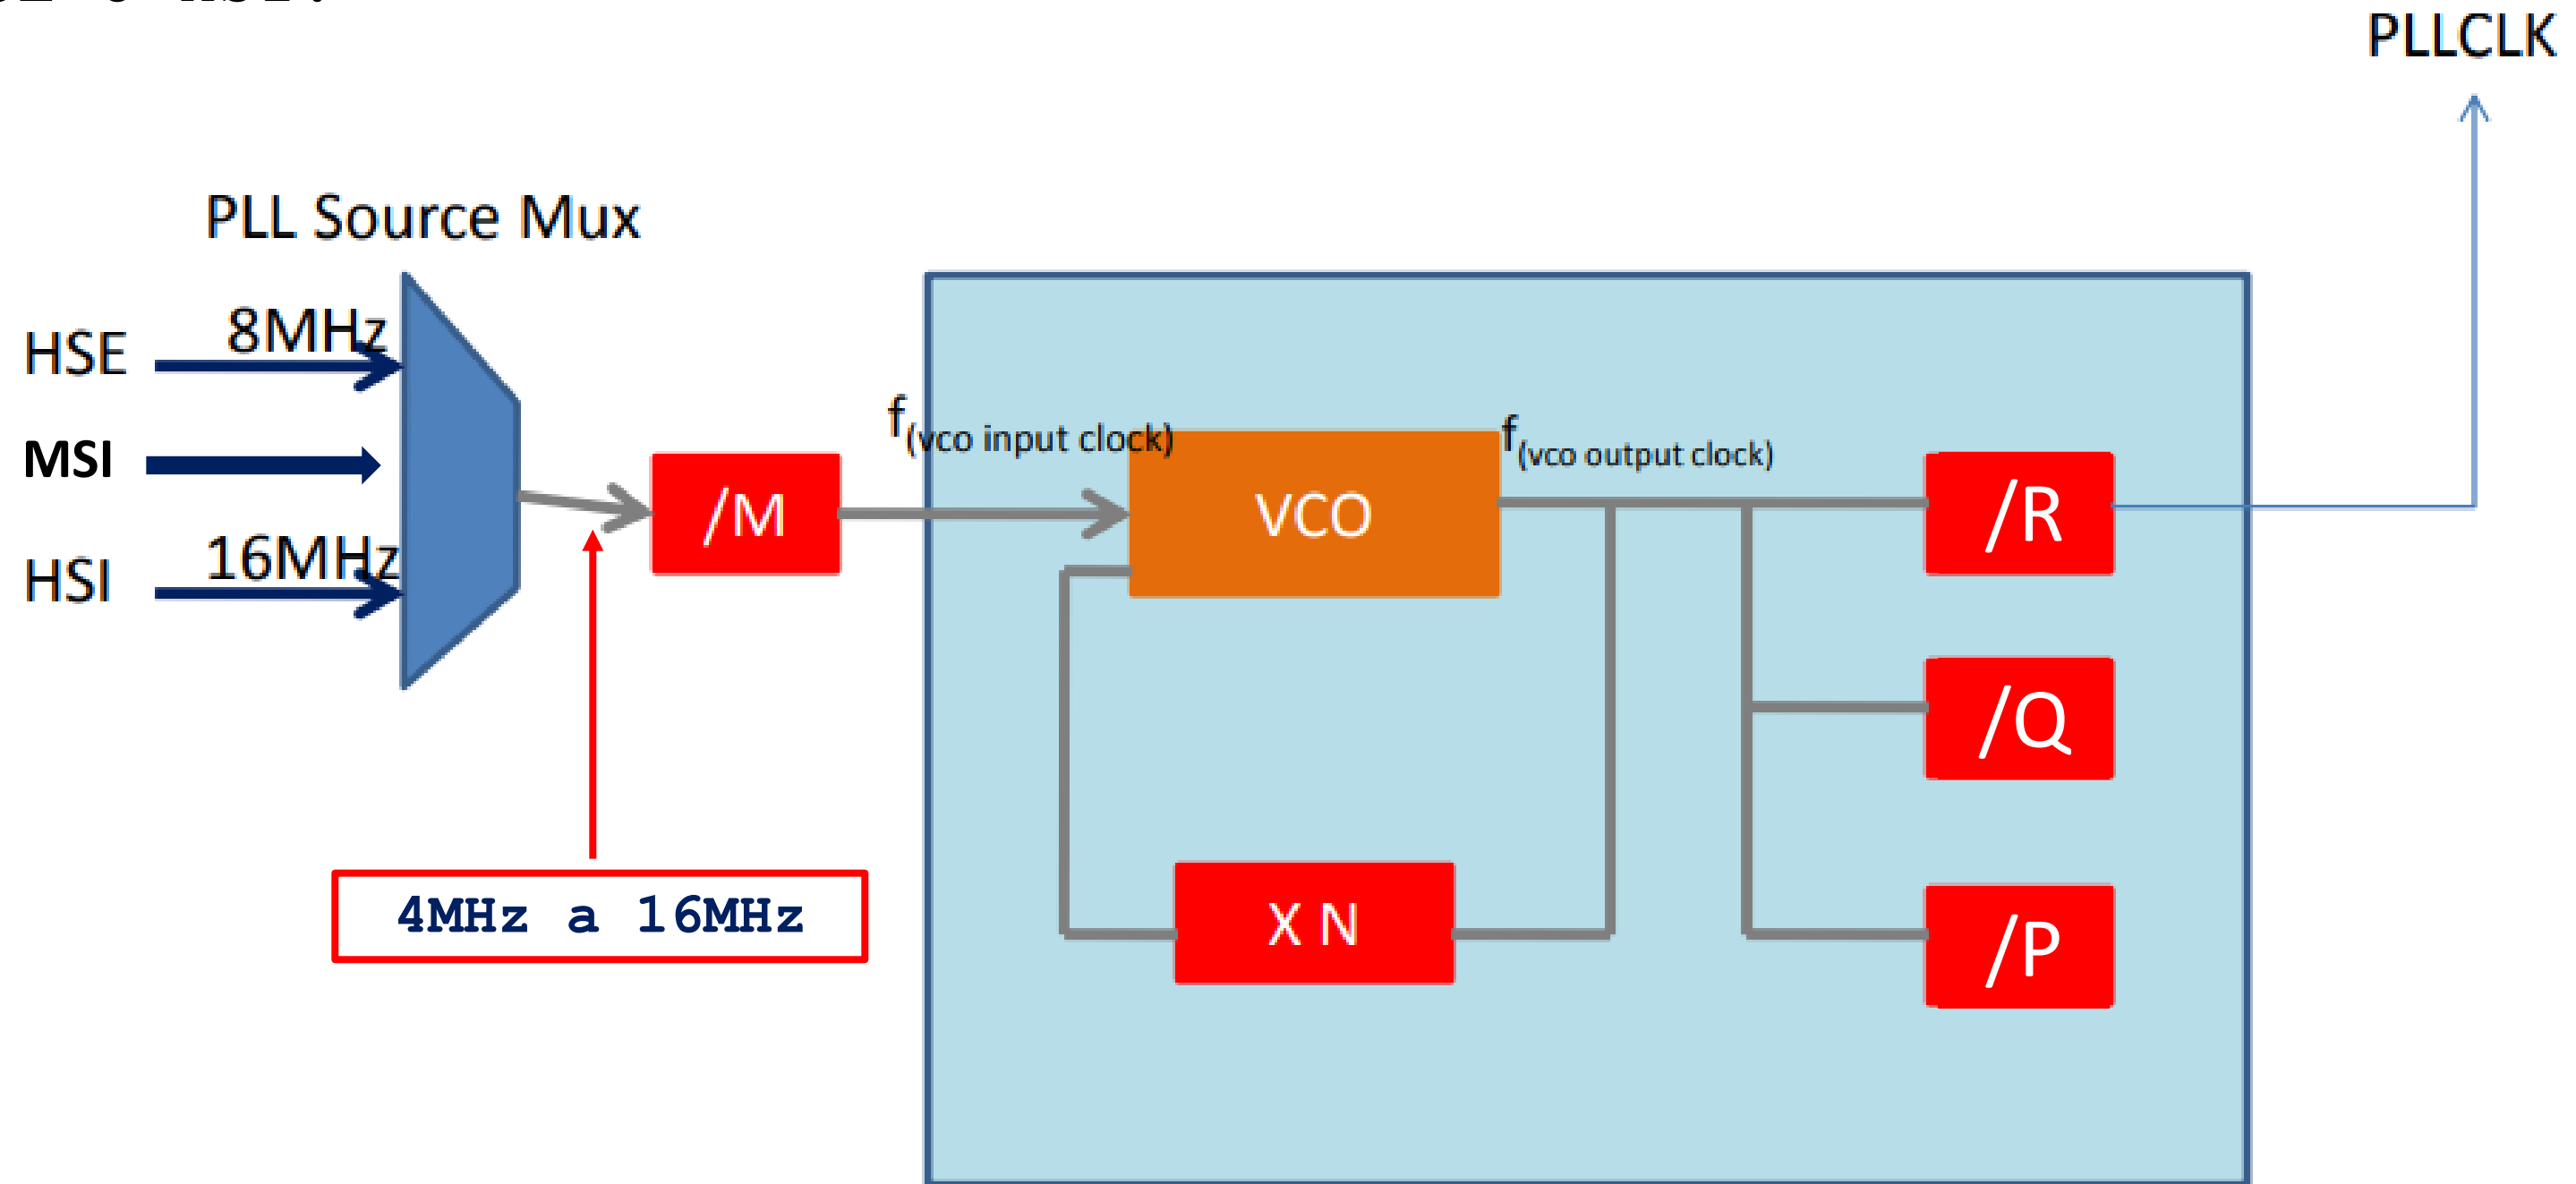 PLLCLK
PLL Source Mux
HSE
8MHz
MSI
HSI
16MHz
/M
f(vco input clock)
VCO
f(vco output clock)
/R
/Q
/P
X N
4MHz a 16MHz